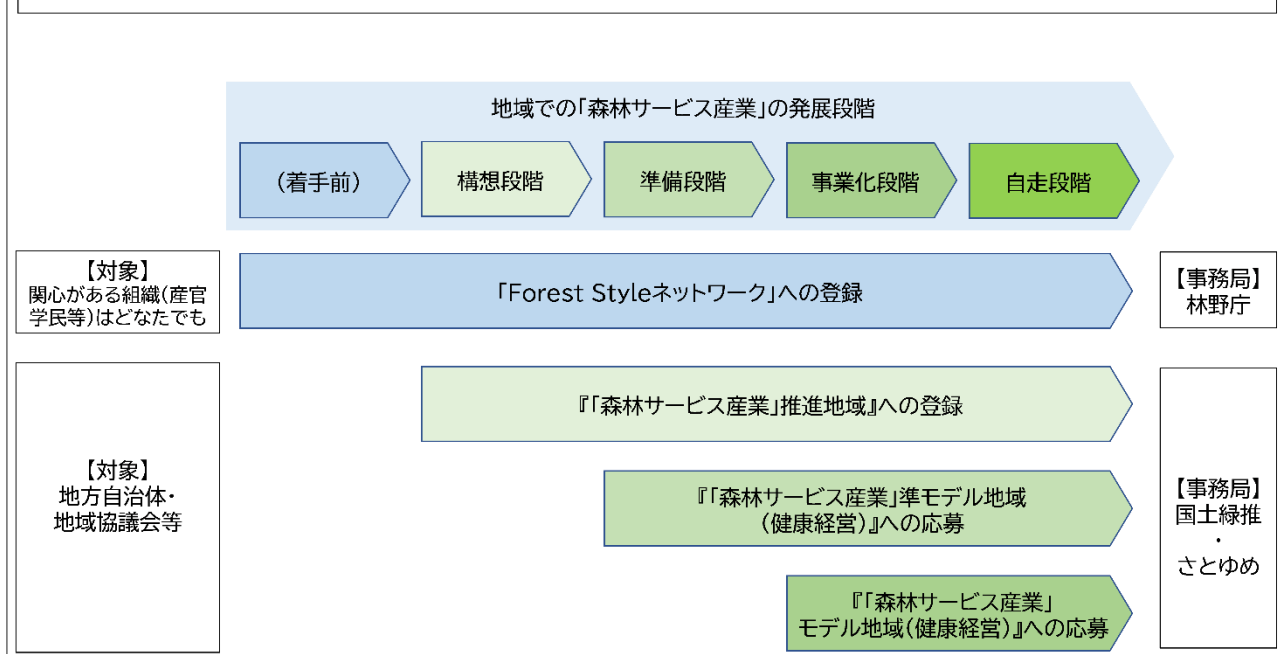 地域での「森林サービス産業」の発展段階
(着手前)
構想段階
準備段階
事業化段階
自走段階
【対象】
関心がある組織(産官
学民等)はどなたでも
「Forest Styleネットワーク」への登録
【事務局】
林野庁
『「森林サービス産業」推進地域』への登録
【対象】
地方自治体・
地域協議会等
『「森林サービス産業」準モデル地域
(健康経営)』への応募
【事務局】
国土緑推
・
さとゆめ
『「森林サービス産業」
モデル地域(健康経営)』への応募